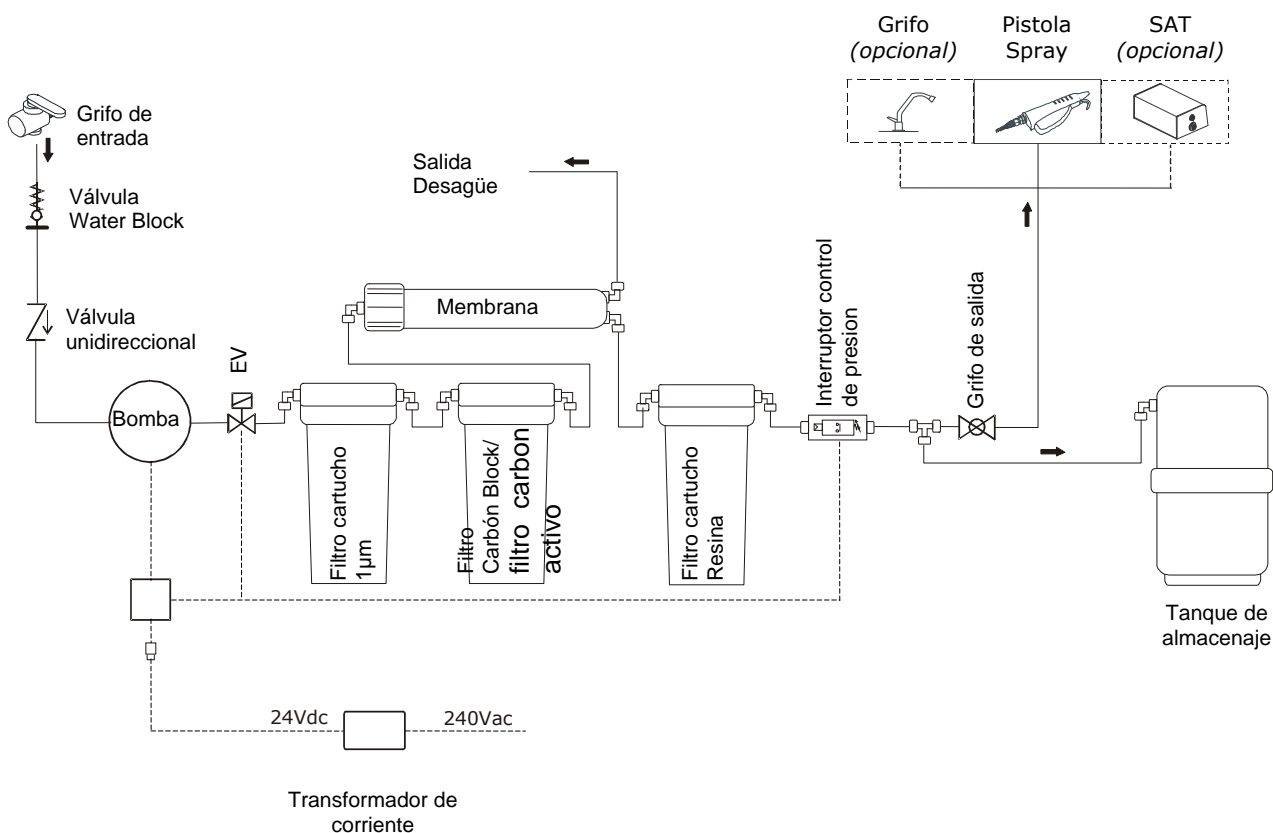 Grifo
(opcional)
Pistola
Spray
SAT
(opcional)
Grifo de
entrada
Válvula
Water Block
Válvula
unidireccional
Salida
Desagüe
Membrana
Bomba
EV
Filtro cartucho
1µm
Filtro
Carbón Block/
filtro carbon
activo
Filtro cartucho
Resina
Interruptor control
de presion
Grifo de salida
Tanque de
almacenaje
24Vdc
240Vac
Transformador de
corriente